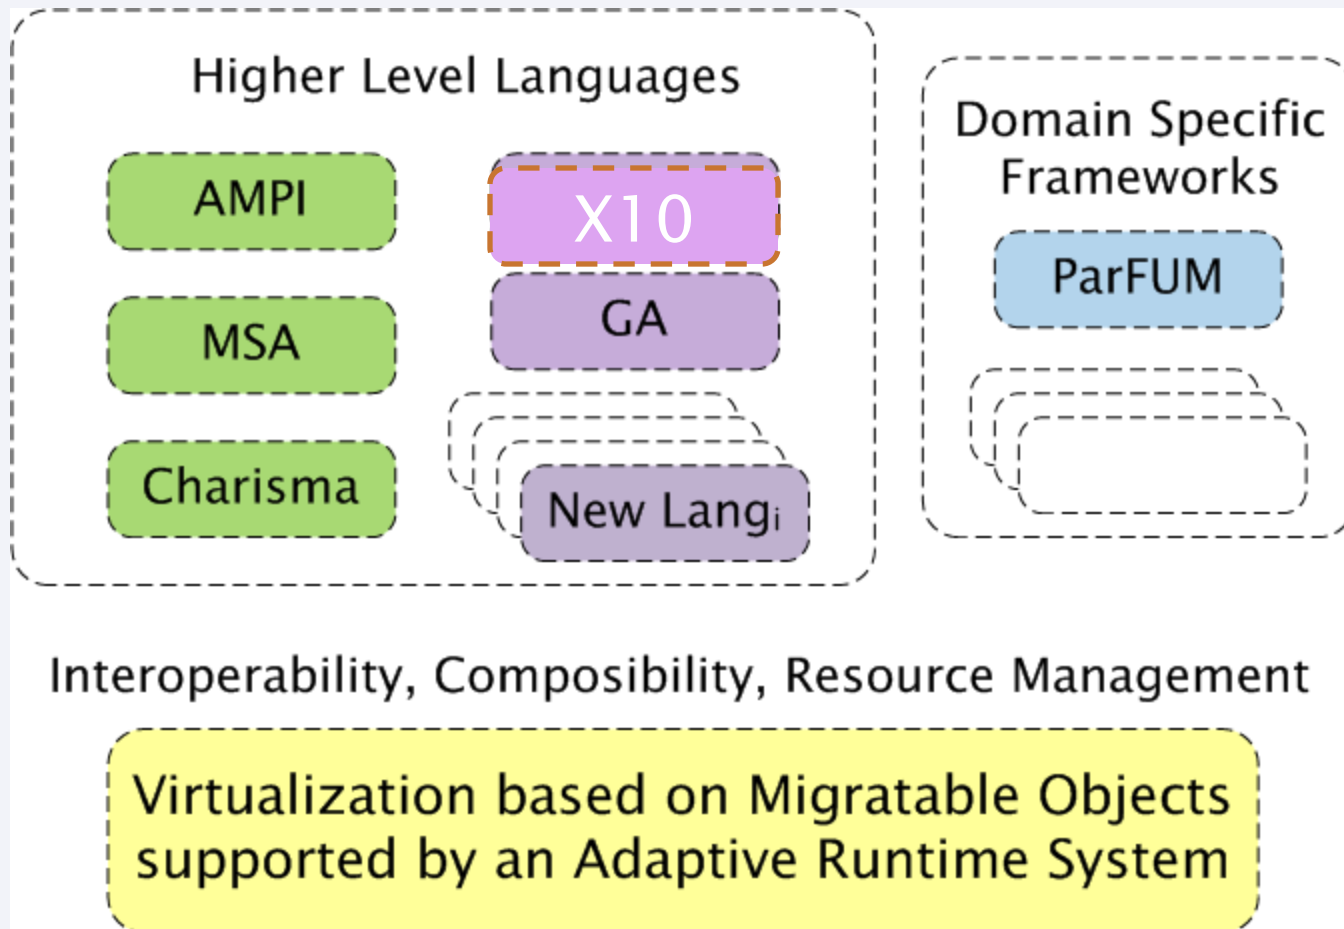 Higher Level Languages
AMPI
X10
MSA
GA
Charisma
New Langᵢ
Domain Specific
Frameworks
ParFUM
Interoperability, Composibility, Resource Management
Virtualization based on Migratable Objects
supported by an Adaptive Runtime System